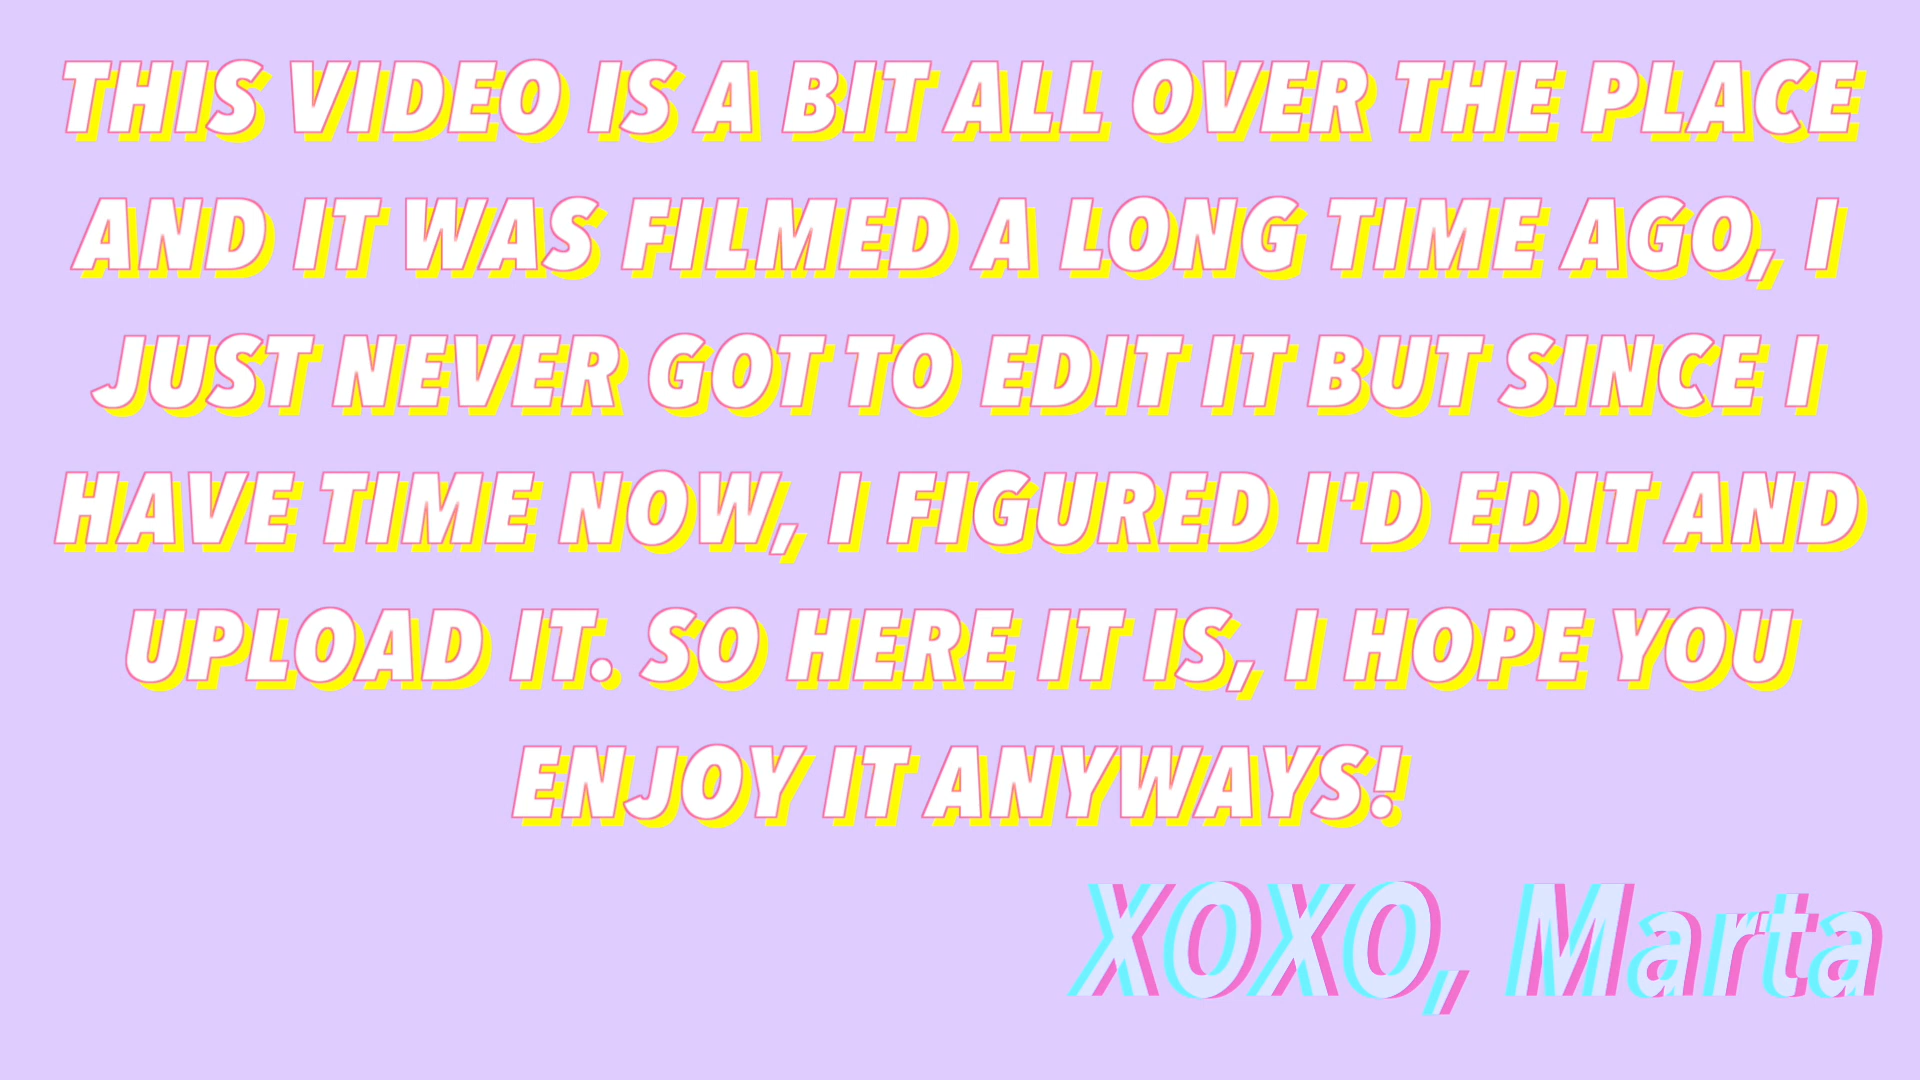 THIS VIDEO IS A BIT ALL OVER THE PLACE
AND IT WAS FILMED A LONG TIME AGO, I
JUST NEVER GOT TO EDIT IT BUT SINCE I
HAVE TIME NOW, I FIGURED I'D EDIT AND
UPLOAD IT. SO HERE IT IS, I HOPE YOU
ENJOY IT ANYWAYS!
XOXO, Marta